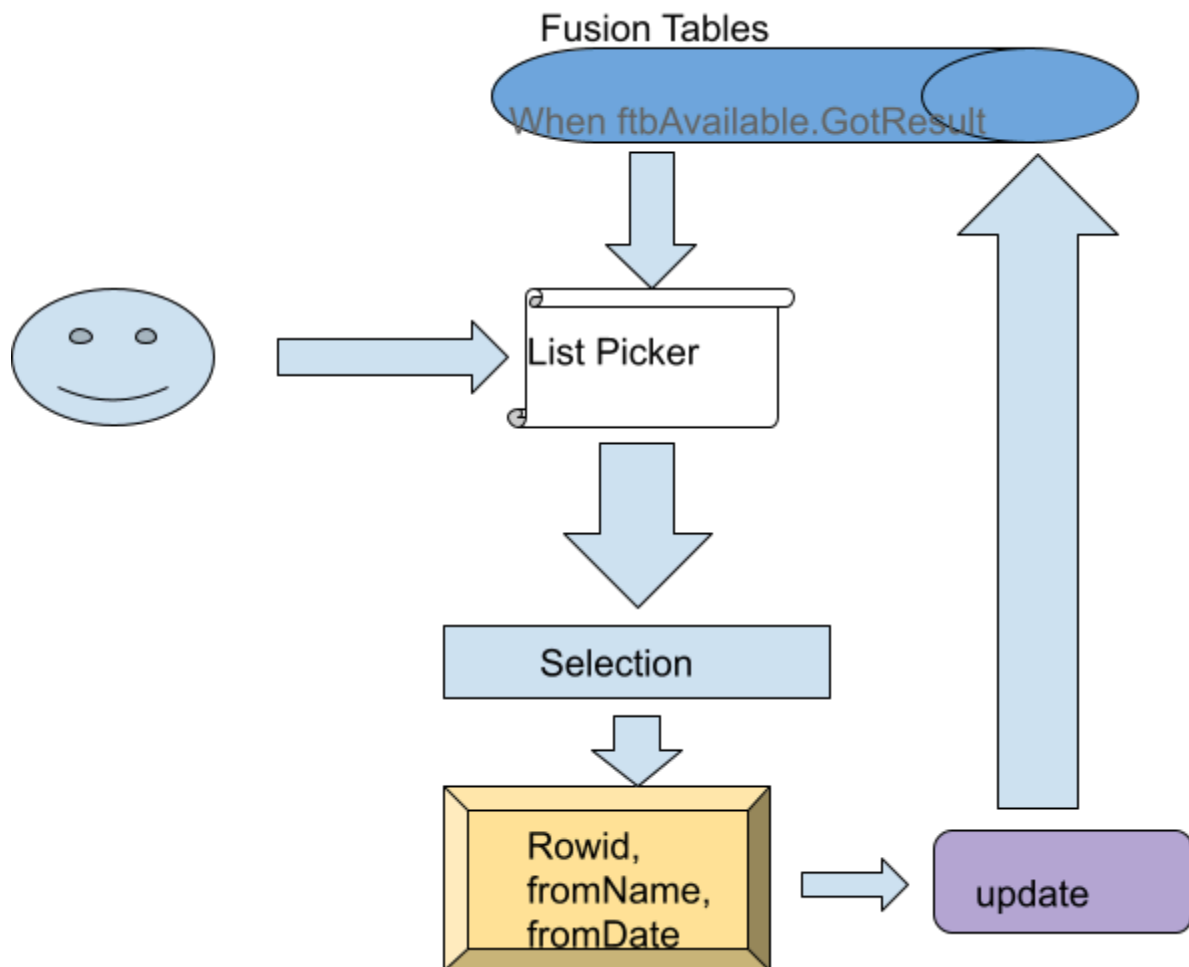 Fusion Tables
When ftbAvailable.GotResult
List Picker
Selection
Rowid,
fromName,
fromDate
update